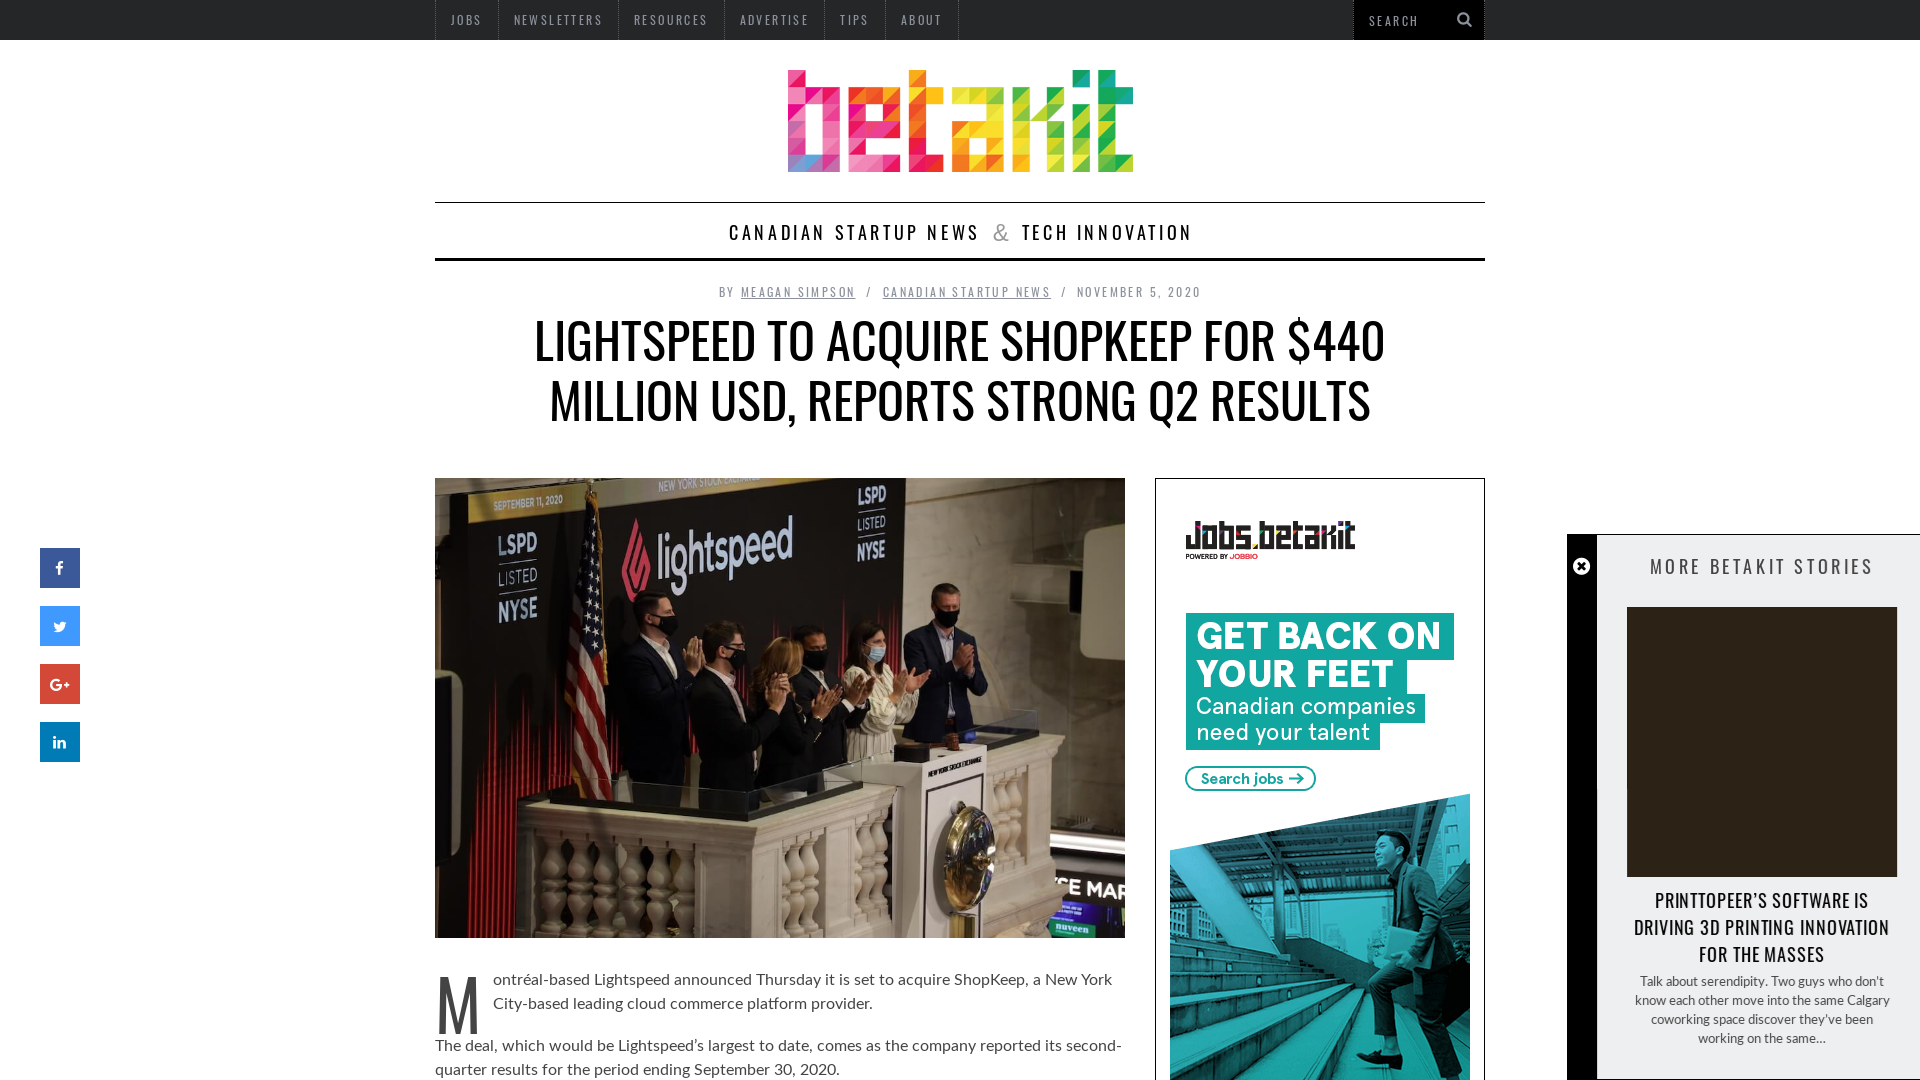 JOBS
NEWSLETTERS
RESOURCES
ADVERTISE
TIPS
ABOUT
SEARCH
betakit
CANADIAN STARTUP NEWS & TECH INNOVATION
BY MEAGAN SIMPSON / CANADIAN STARTUP NEWS / NOVEMBER 5, 2020
LIGHTSPEED TO ACQUIRE SHOPKEEP FOR $440
MILLION USD, REPORTS STRONG Q2 RESULTS
NEW YORK STOCK EXCHANGE
SEPTEMBER 11, 2020
LSPD
LISTED
NYSE
lightspeed
LSPD
LISTED
NYSE
NEW YORK STOCK EXCHANGE
YCE MAR
nuveen
Montréal-based Lightspeed announced Thursday it is set to acquire ShopKeep, a New York
City-based leading cloud commerce platform provider.
The deal, which would be Lightspeed’s largest to date, comes as the company reported its second-
quarter results for the period ending September 30, 2020.
Jobs.betakit
POWERED BY JOBBIO
GET BACK ON
YOUR FEET
Canadian companies
need your talent
Search jobs →
MORE BETAKIT STORIES
PRINTTOPEER’S SOFTWARE IS
DRIVING 3D PRINTING INNOVATION
FOR THE MASSES
Talk about serendipity. Two guys who don’t
know each other move into the same Calgary
coworking space discover they’ve been
working on the same…